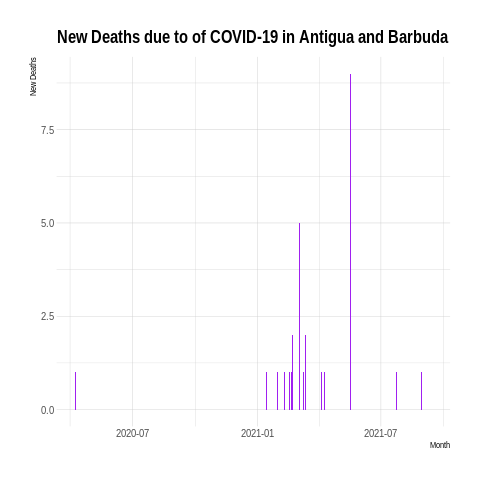 New Deaths due to of COVID-19 in Antigua and Barbuda
New Deaths
7.5
5.0
2.5
0.0
2020-07
2021-01
2021-07
Month